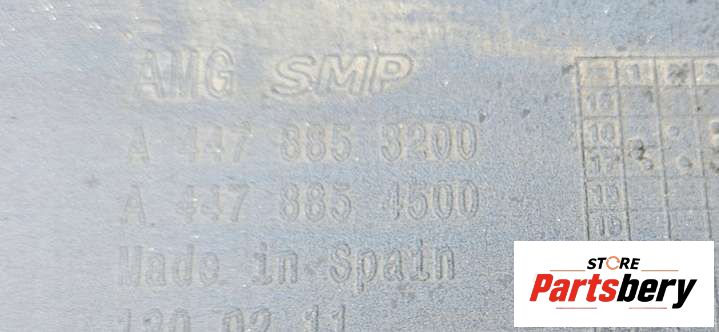 AMG SMP
A 447 885 3200
A 447 885 4500
Made in Spain
STORE
Partsbery